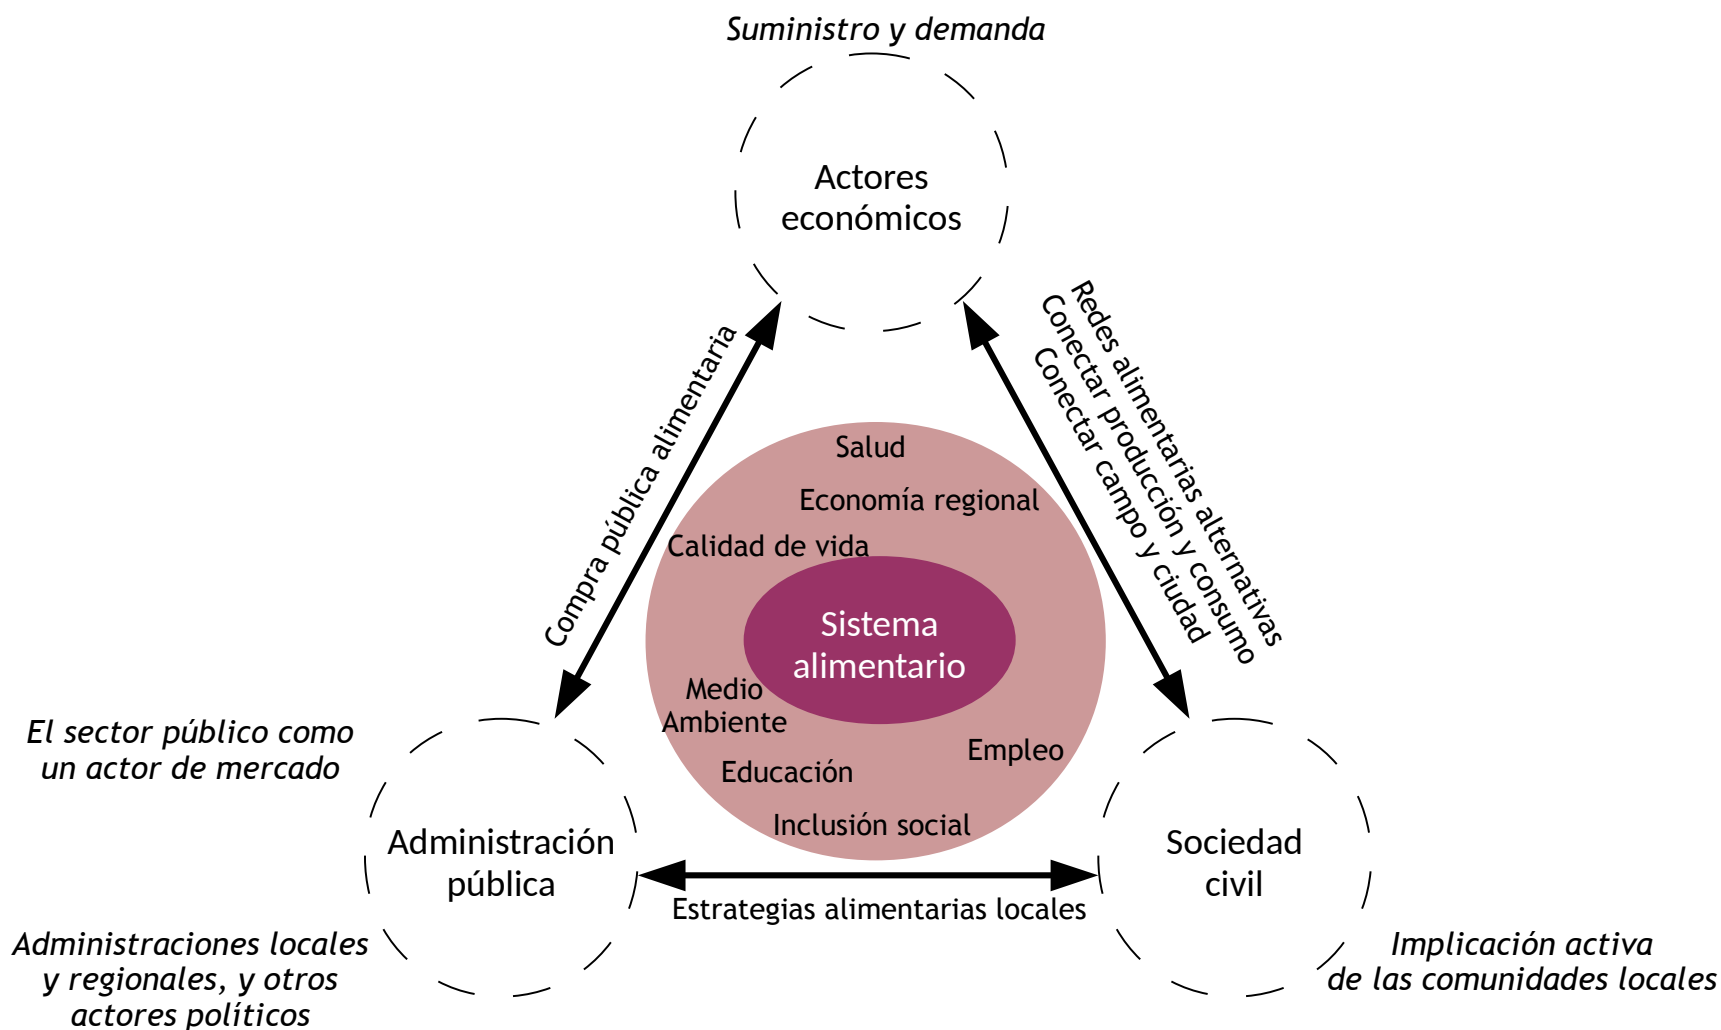 Suministro y demanda
Actores
económicos
Compra pública alimentaria
Redes alimentarias alternativas
Conectar producción y consumo
Conectar campo y ciudad
Salud
Economía regional
Calidad de vida
Sistema
alimentario
Medio
Ambiente
Empleo
Educación
Inclusión social
El sector público como
un actor de mercado
Administración
pública
Sociedad
civil
Estrategias alimentarias locales
Administraciones locales
y regionales, y otros
actores políticos
Implicación activa
de las comunidades locales